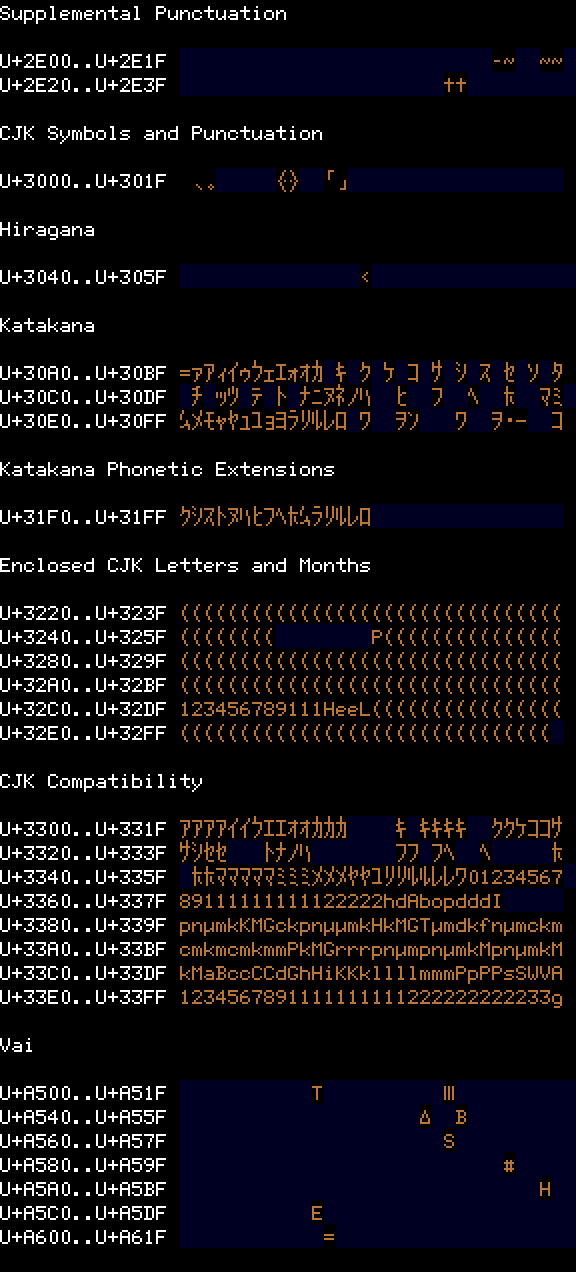 Supplemental Punctuation
U+2E00..U+2E1F -~ ~~
U+2E20..U+2E3F ††
CJK Symbols and Punctuation
U+3000..U+301F 、。 〈〉 「」
Hiragana
U+3040..U+305F <
Katakana
U+30A0..U+30BF =ァアィイゥウェエォオカ キ ク ケ コ サ シ ス セ ソ タ
U+30C0..U+30DF チ ッツ テ ト ナニヌネノハ ヒ フ ヘ ホ マミ
U+30E0..U+30FF ムメモャヤュユョヨラリルレロ ワ ヲン ワ ヲ・ー コ
Katakana Phonetic Extensions
U+31F0..U+31FF クシストヌハヒフヘホムラリルレロ
Enclosed CJK Letters and Months
U+3220..U+323F ((((((((((((((((((((((((((((((((
U+3240..U+325F (((((((( P(((((((((((((((
U+3280..U+329F ((((((((((((((((((((((((((((((((
U+32A0..U+32BF ((((((((((((((((((((((((((((((((
U+32C0..U+32DF 123456789111HeeL((((((((((((((((
U+32E0..U+32FF (((((((((((((((((((((((((((((((
CJK Compatibility
U+3300..U+331F アアアアイイウエエオオカカカ キ キキキキ ククケココサ
U+3320..U+333F サシセセ トナノハ フフ フヘ ヘ ホ
U+3340..U+335F ホホマママママミミミメメメヤヤユリリルルレレワ01234567
U+3360..U+337F 89111111111122222hdAbopdddI
U+3380..U+339F pnμmkKMGckpnμμmkHkMGTμmdkfnμmckm
U+33A0..U+33BF cmkmcmkmmPkMGrrrpnμmpnμmkMpnμmkM
U+33C0..U+33DF kMaBccCCdGhHiKKkllllmmmPpPPsSWVA
U+33E0..U+33FF 1234567891111111111222222222233g
Vai
U+A500..U+A51F T Ⅲ
U+A540..U+A55F Δ B
U+A560..U+A57F S
U+A580..U+A59F #
U+A5A0..U+A5BF H
U+A5C0..U+A5DF E
U+A600..U+A61F =